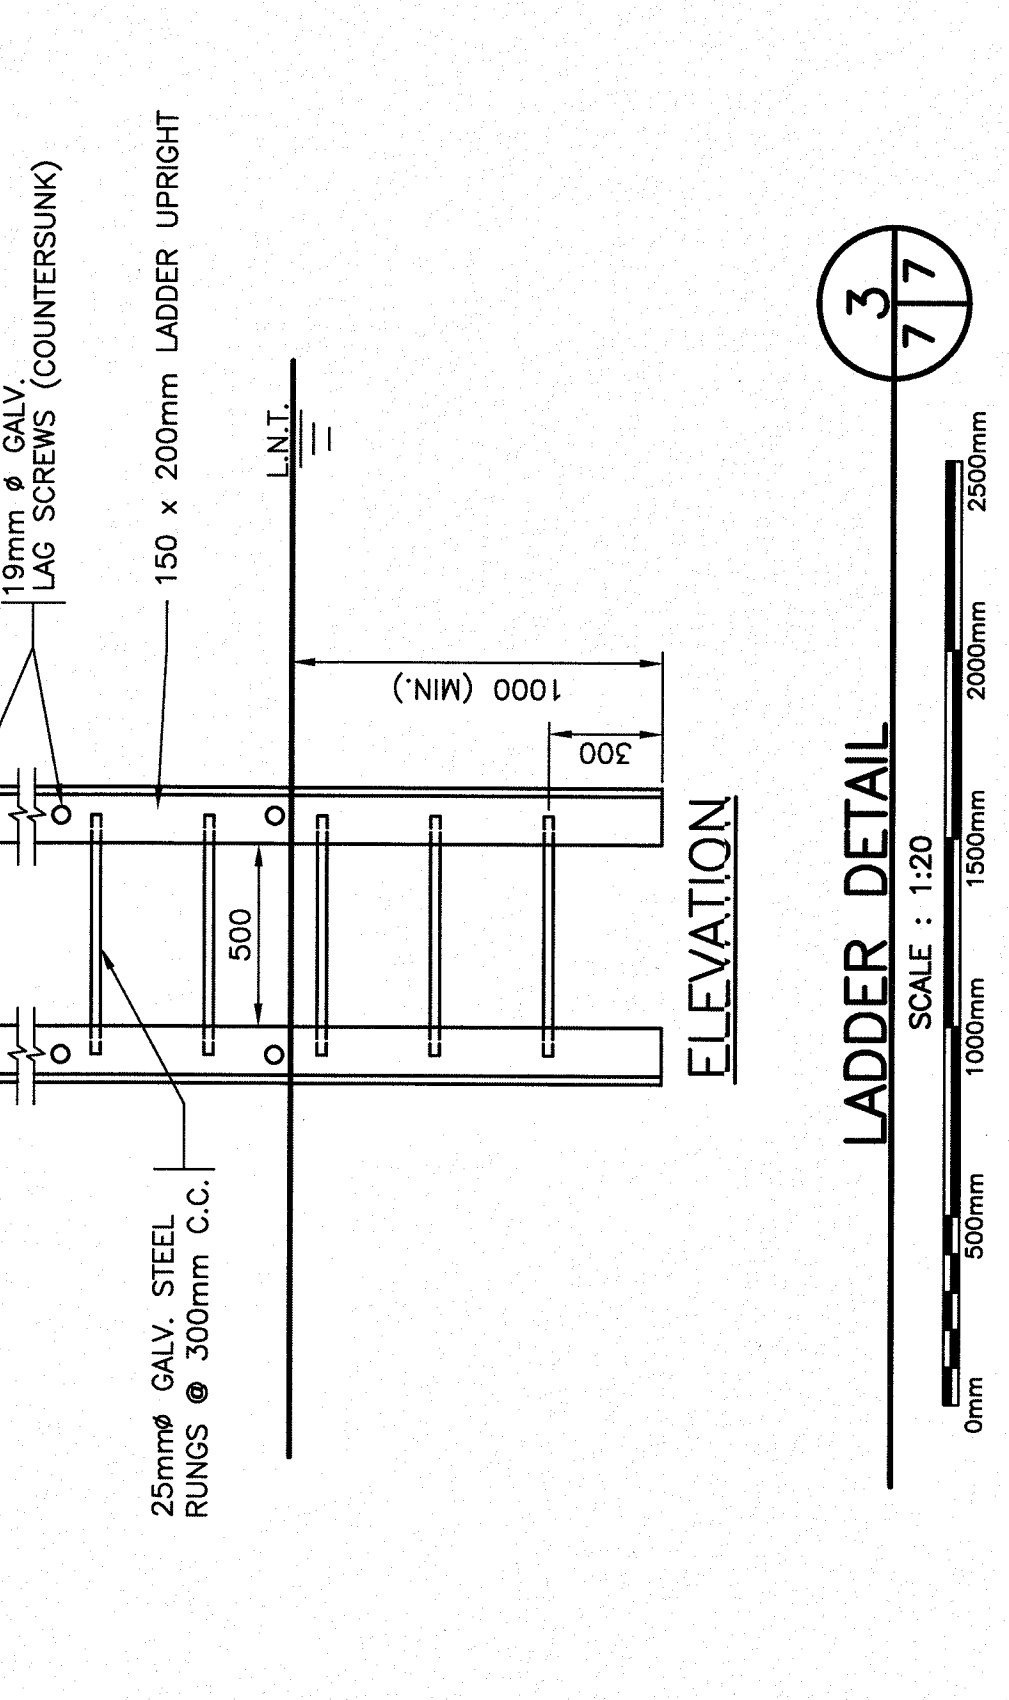 19mm ø GALV.
LAG SCREWS (COUNTERSUNK)
150 x 200mm LADDER UPRIGHT
25mmø GALV. STEEL
RUNGS @ 300mm C.C.
500
L.N.T.
1000 (MIN.)
300
ELEVATION
LADDER DETAIL
SCALE : 1:20
3
7
7
0mm
500mm
1000mm
1500mm
2000mm
2500mm